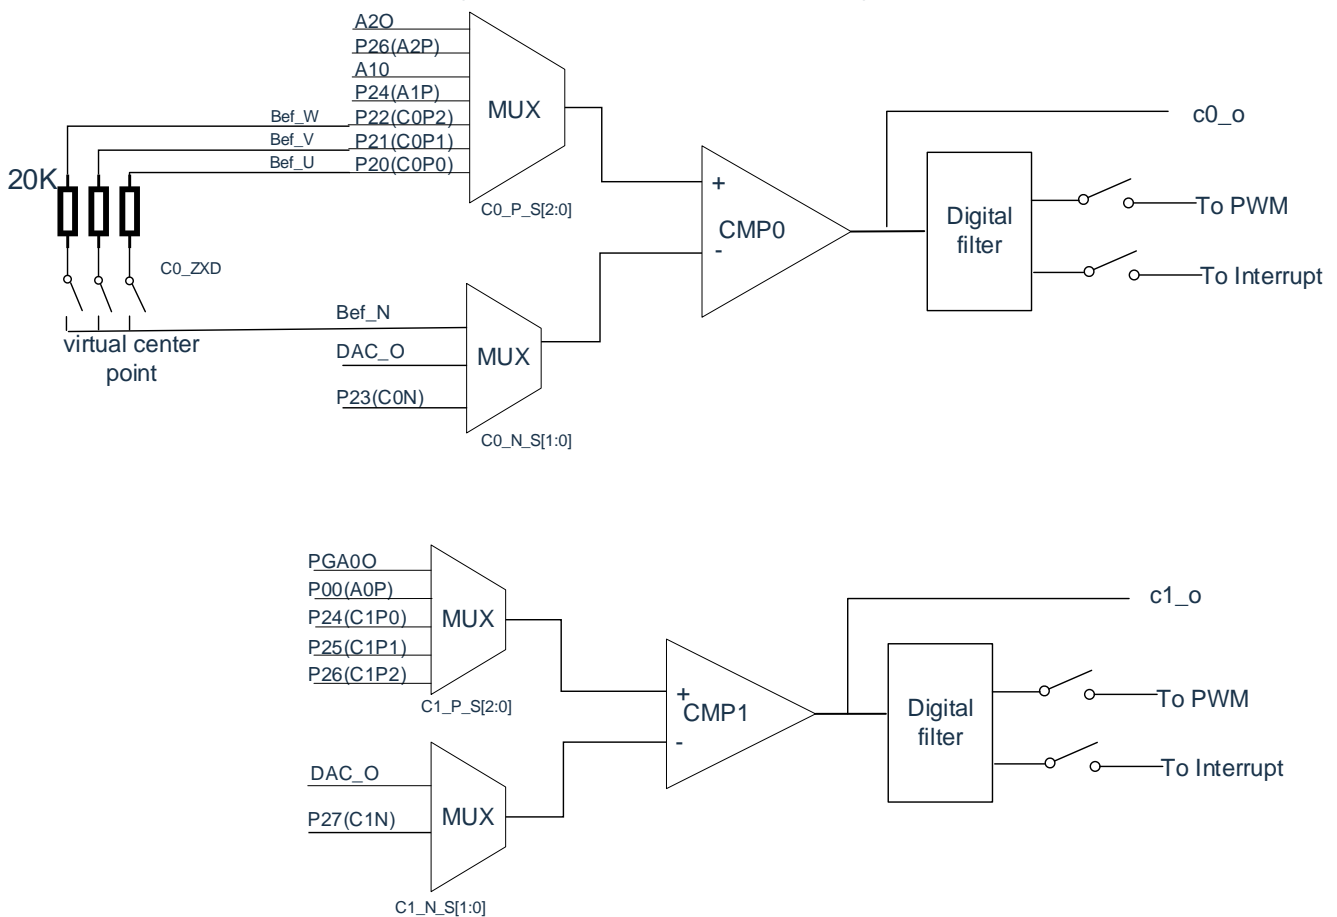 A2O
P26(A2P)
A10
P24(A1P)
Bef_W
P22(C0P2)
Bef_V
P21(C0P1)
Bef_U
P20(C0P0)
MUX
C0_P_S[2:0]
20K
C0_ZXD
virtual center
point
Bef_N
DAC_O
P23(C0N)
MUX
C0_N_S[1:0]
+
CMP0
-
c0_o
Digital
filter
To PWM
To Interrupt
PGA0O
P00(A0P)
P24(C1P0)
P25(C1P1)
P26(C1P2)
MUX
C1_P_S[2:0]
DAC_O
P27(C1N)
MUX
C1_N_S[1:0]
+
CMP1
-
c1_o
Digital
filter
To PWM
To Interrupt